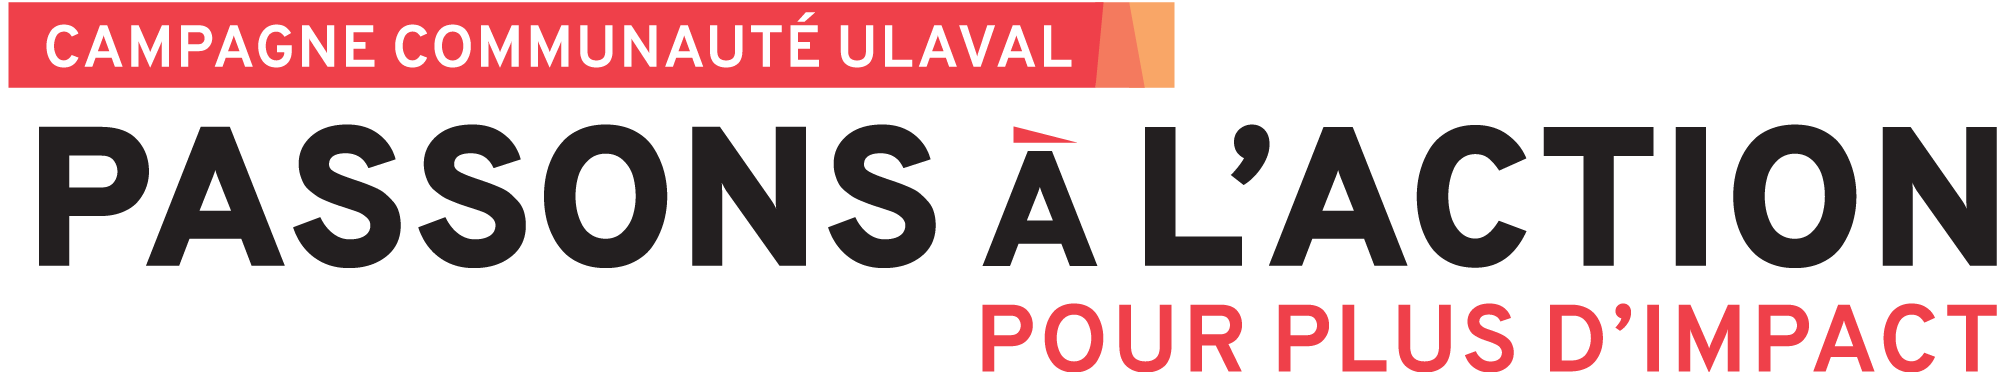 CAMPAGNE COMMUNAUTÉ ULAVAL
PASSONS À L’ACTION
POUR PLUS D’IMPACT